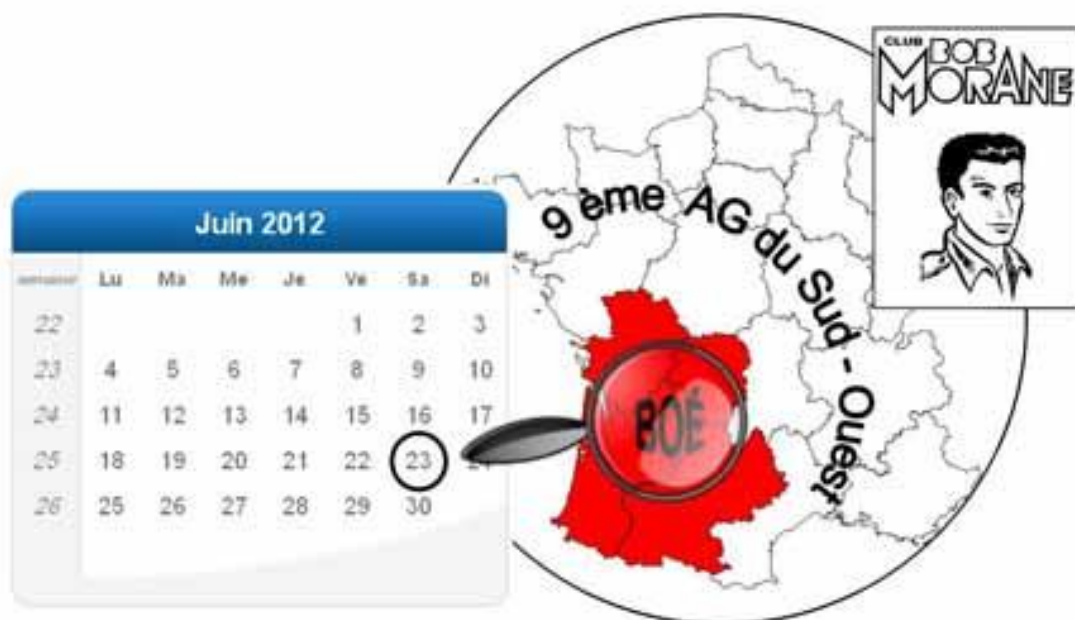 CLUB
BOB
MORANE
9 ème AG du Sud - Ouest
BOÉ
Juin 2012
semaine Lu Ma Me Je Ve Sa Di
22 1 2 3
23 4 5 6 7 8 9 10
24 11 12 13 14 15 16 17
25 18 19 20 21 22 23 24
26 25 26 27 28 29 30